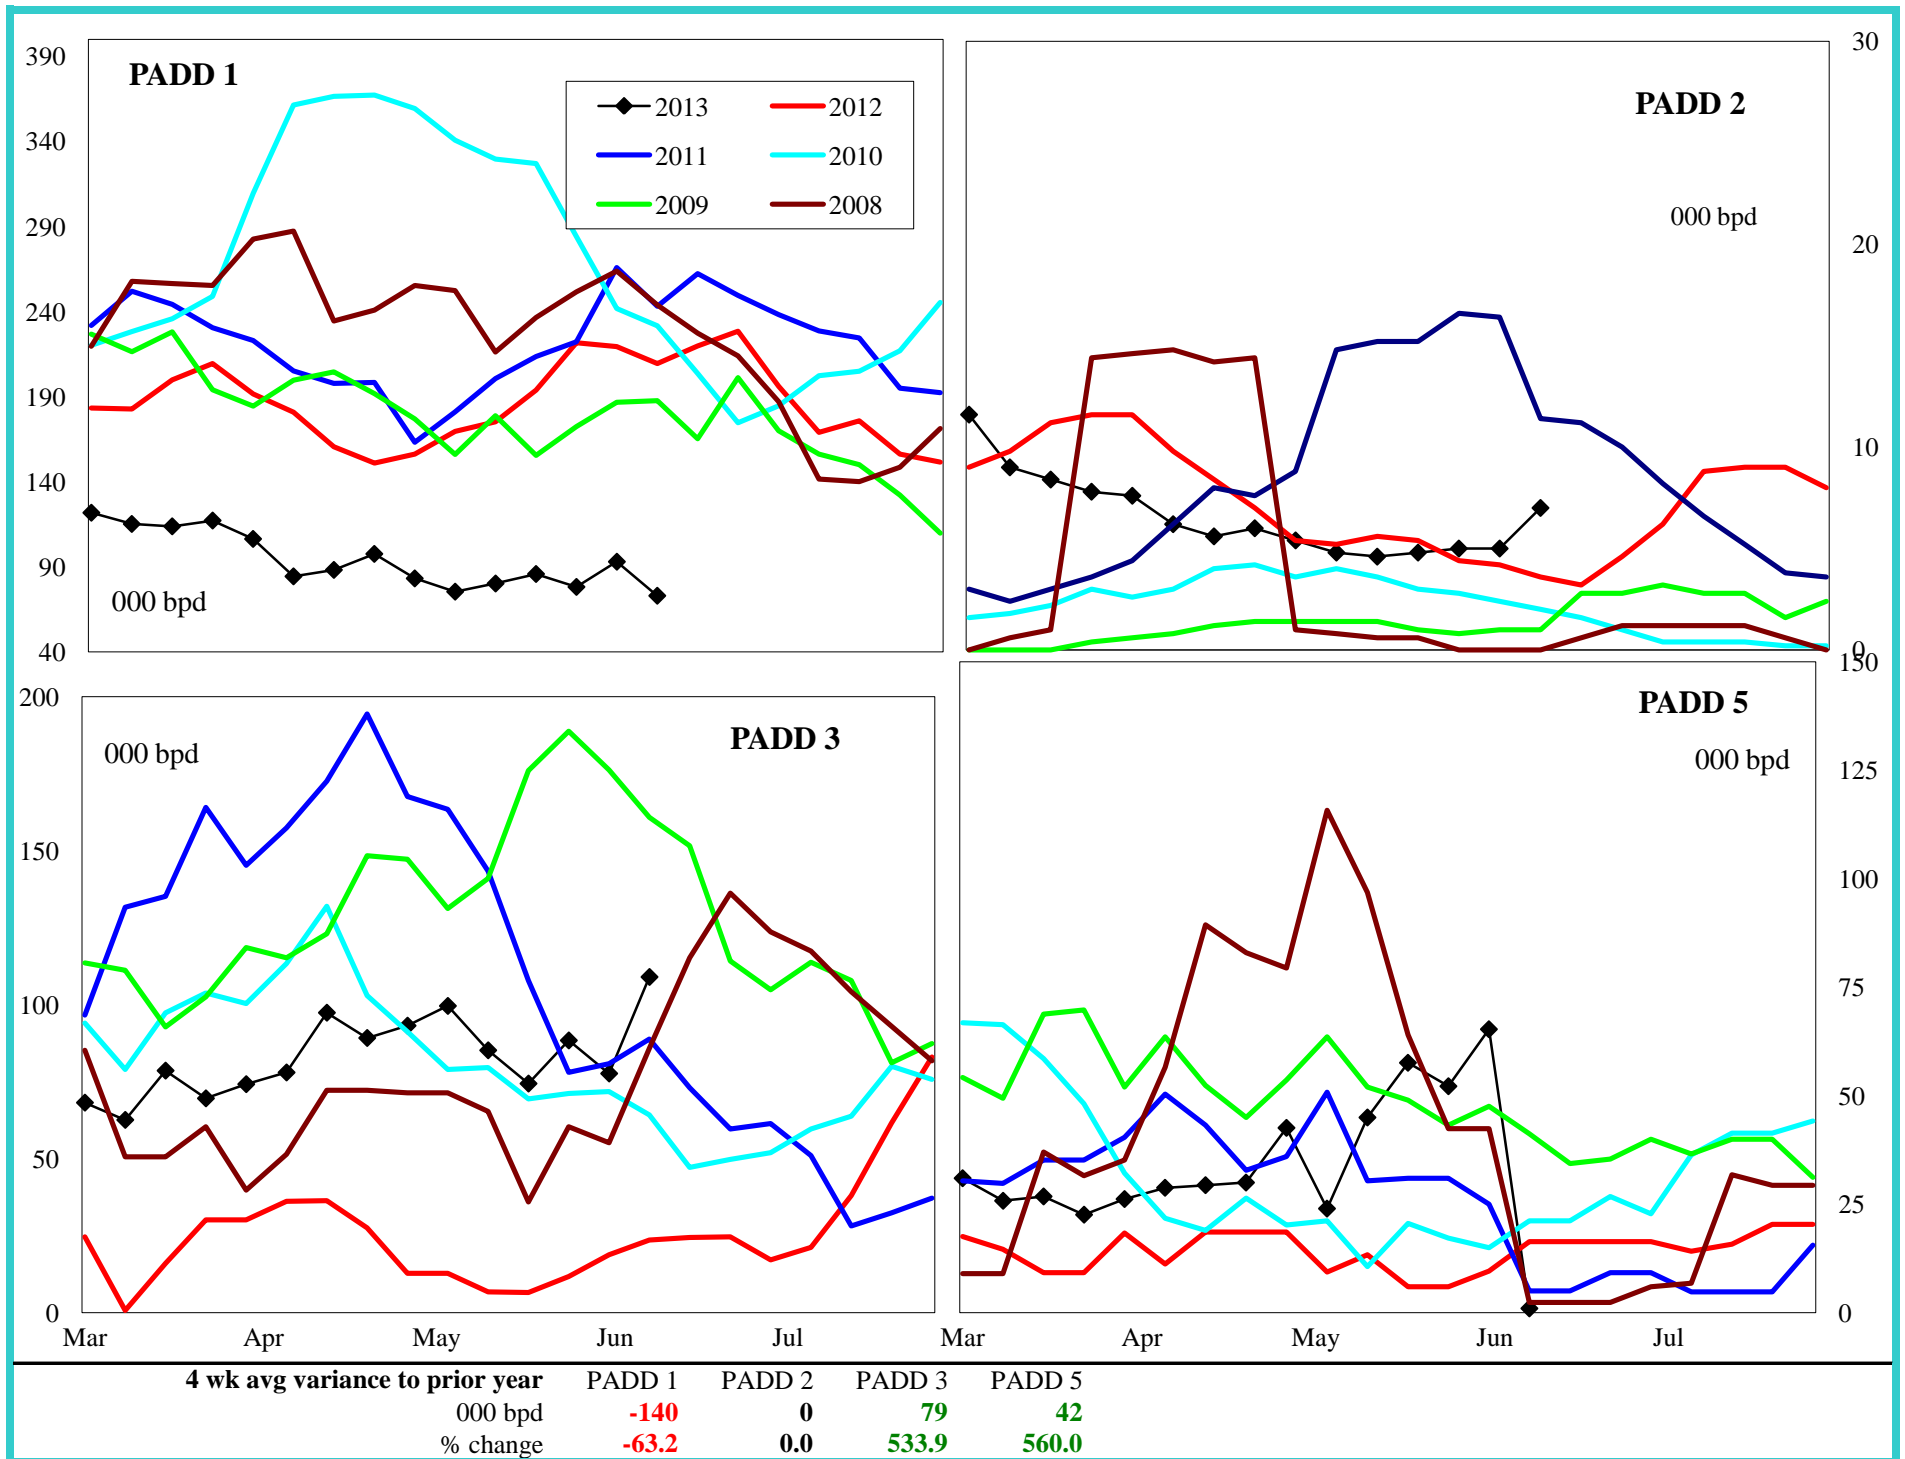 PADD 1
390
340
290
240
190
140
90
40
2013 2012
2011 2010
2009 2008
000 bpd
PADD 2
000 bpd
30
20
10
0
PADD 3
000 bpd
200
150
100
50
0
Mar Apr May Jun Jul
PADD 5
000 bpd
150
125
100
75
50
25
0
Mar Apr May Jun Jul
4 wk avg variance to prior year PADD 1 PADD 2 PADD 3 PADD 5
000 bpd -140 0 79 42
% change -63.2 0.0 533.9 560.0